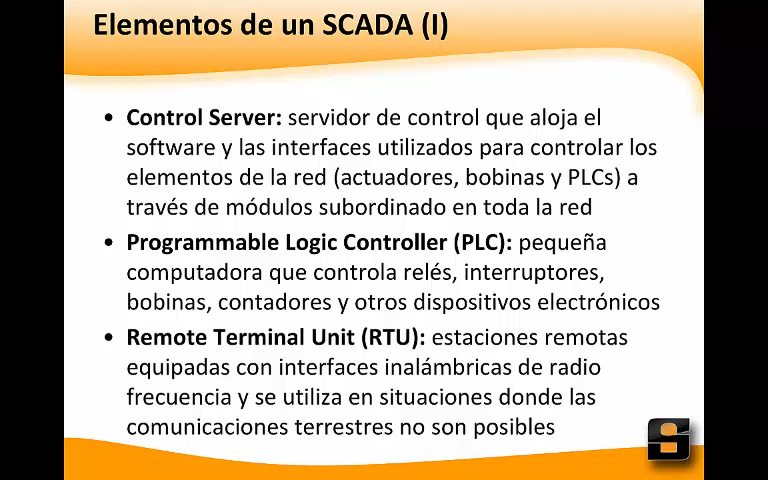 Elementos de un SCADA (I)
• Control Server: servidor de control que aloja el
software y las interfaces utilizados para controlar los
elementos de la red (actuadores, bobinas y PLCs) a
través de módulos subordinado en toda la red
• Programmable Logic Controller (PLC): pequeña
computadora que controla relés, interruptores,
bobinas, contadores y otros dispositivos electrónicos
• Remote Terminal Unit (RTU): estaciones remotas
equipadas con interfaces inalámbricas de radio
frecuencia y se utiliza en situaciones donde las
comunicaciones terrestres no son posibles